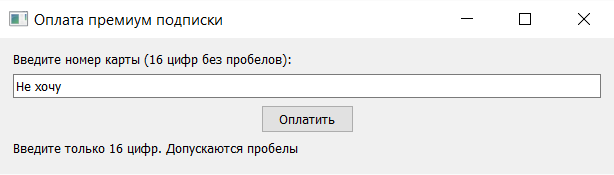 Оплата премиум подписки
Введите номер карты (16 цифр без пробелов):
Не хочу
Оплатить
Введите только 16 цифр. Допускаются пробелы